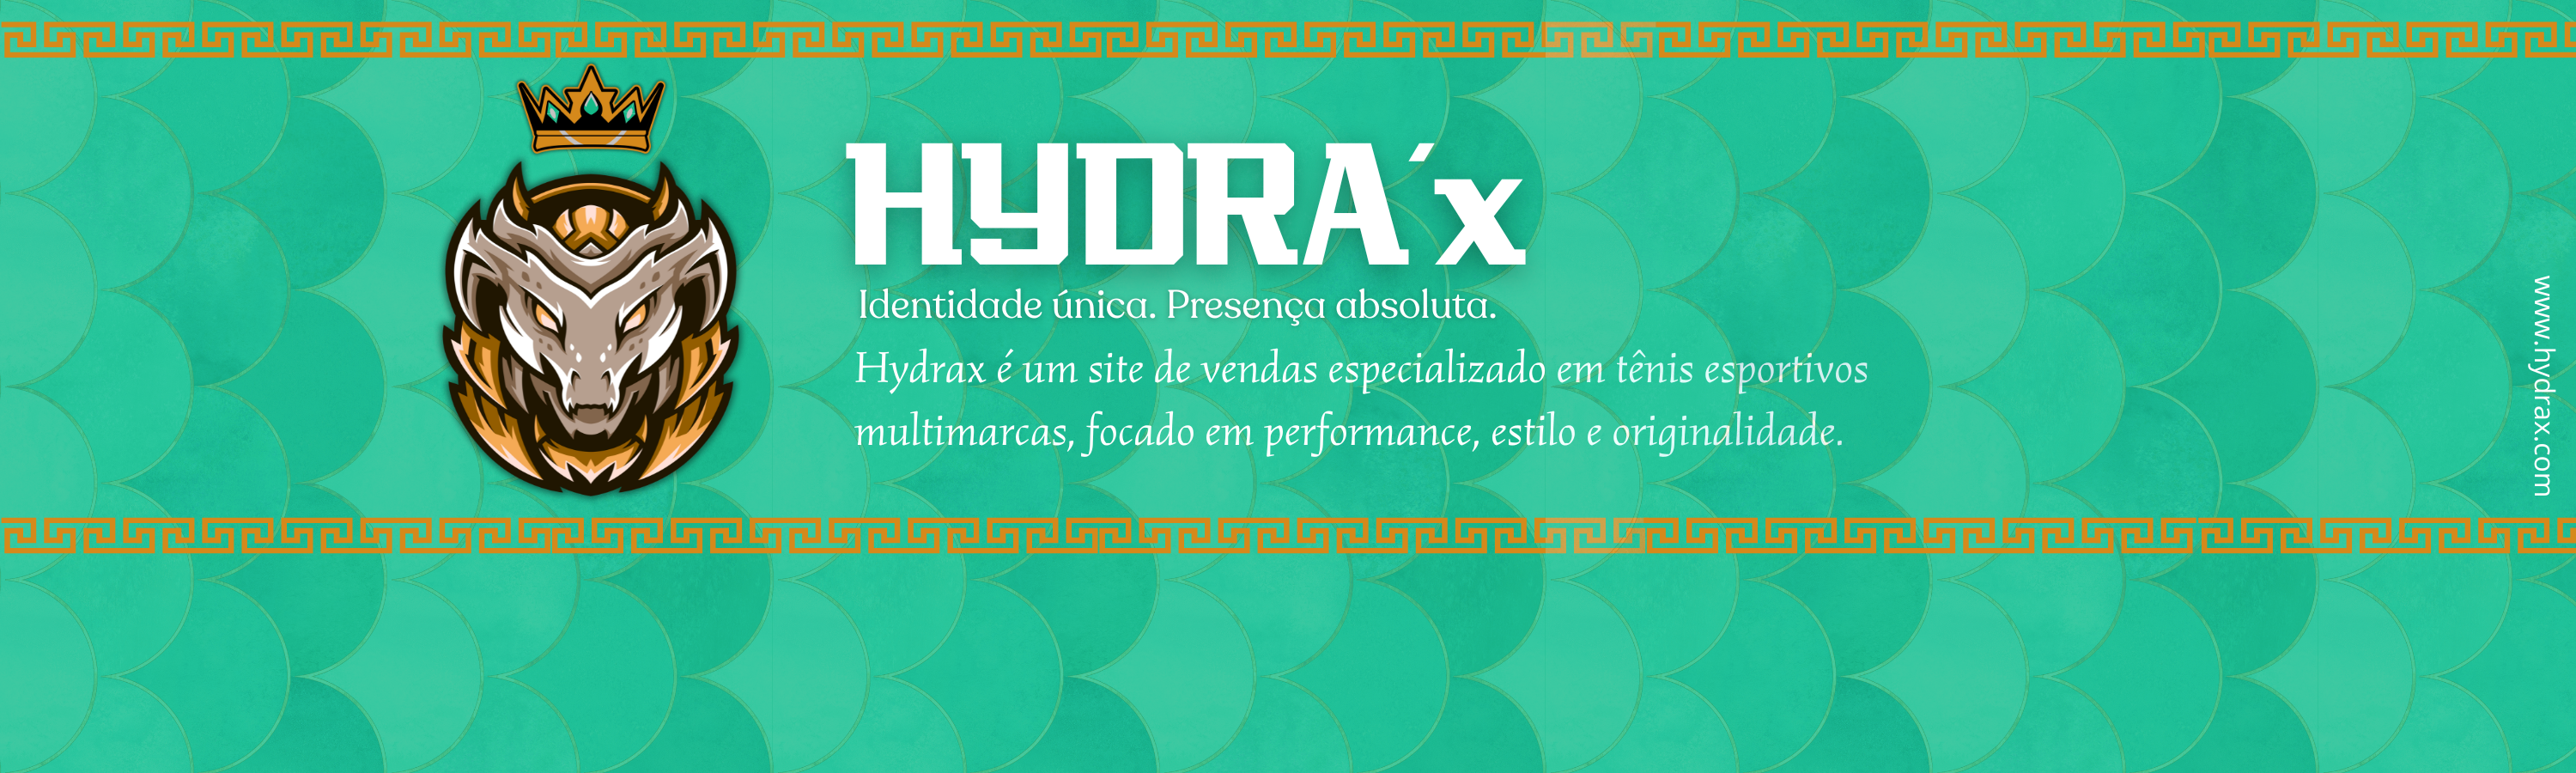 HYDRA´x
Identidade única. Presença absoluta.
Hydrax é um site de vendas especializado em tênis esportivos
multimarcas, focado em performance, estilo e originalidade.
www.hydrax.com